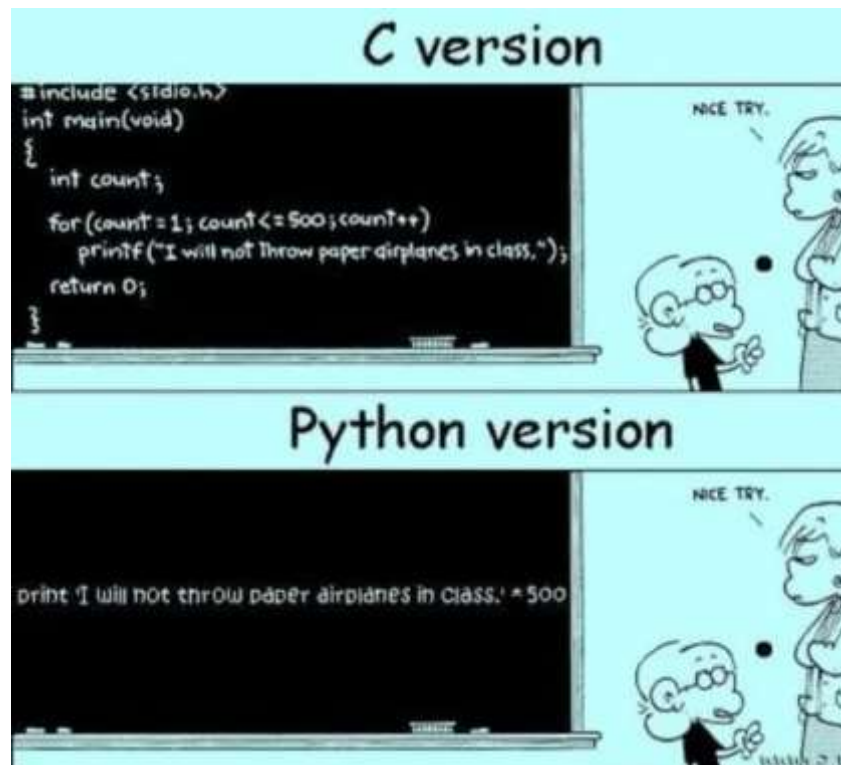 C version
#include <stdio.h>
int main(void)
{
int count;
for (count = 1; count <= 500; count++)
printf ("I will not Throw paper airplanes in class.");
return 0;
}
NICE TRY.
Python version
print 'I will not throw paper airplanes in class.' * 500
NICE TRY.